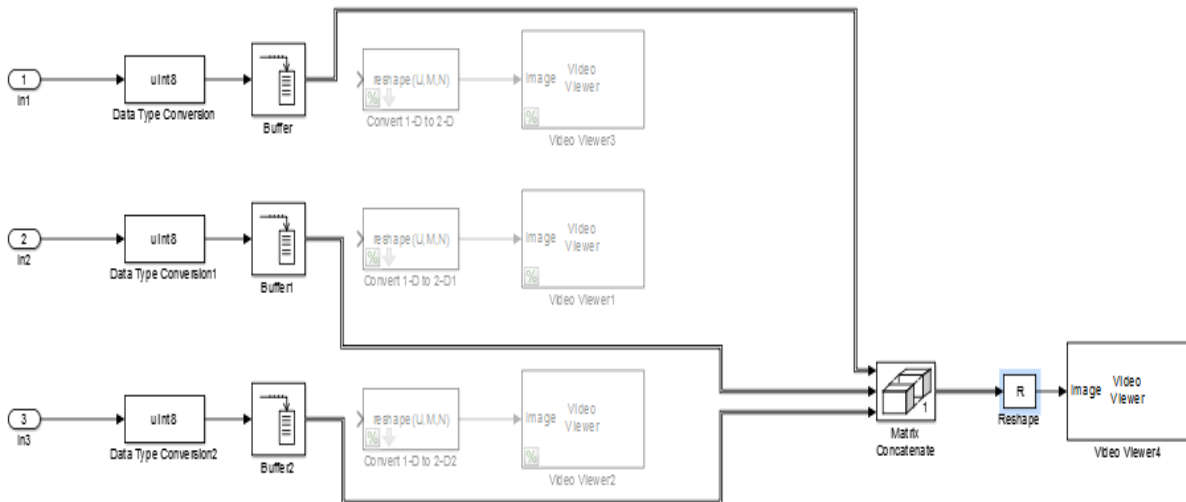 1
In1
uint8
Data Type Conversion
Buffer
reshape(U,M,N)
%
Convert 1-D to 2-D
Image
Video
Viewer
%
Video Viewer3
2
In2
uint8
Data Type Conversion1
Buffer1
reshape(U,M,N)
%
Convert 1-D to 2-D1
Image
Video
Viewer
%
Video Viewer1
3
In3
uint8
Data Type Conversion2
Buffer2
reshape(U,M,N)
%
Convert 1-D to 2-D2
Image
Video
Viewer
%
Video Viewer2
1
Matrix
Concatenate
R
Reshape
Image
Video
Viewer
Video Viewer4